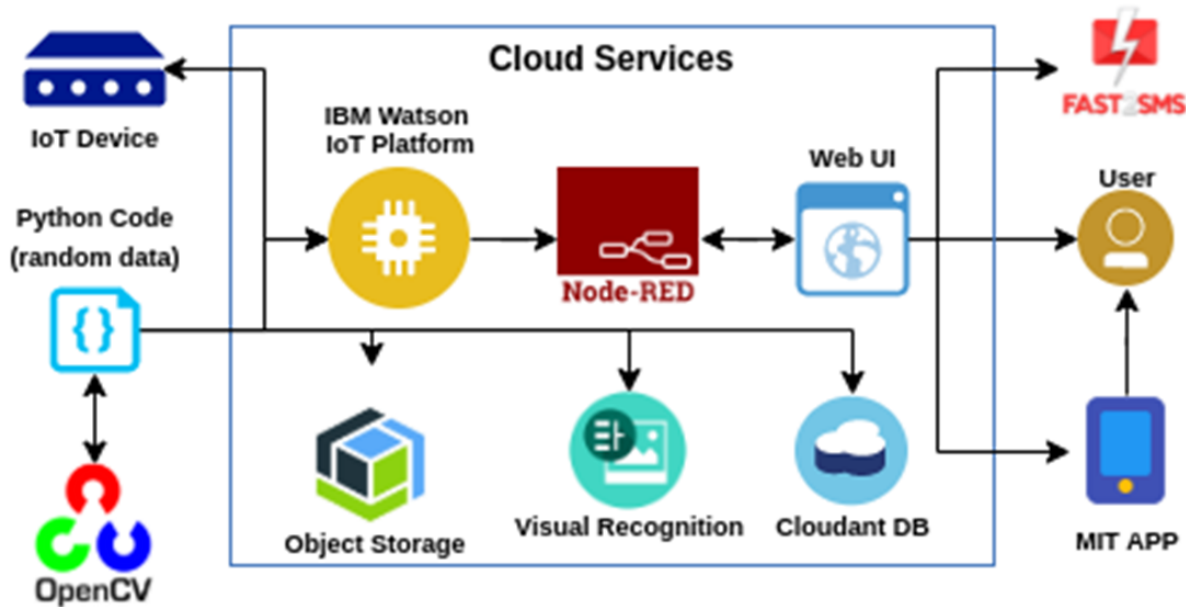 Cloud Services
IoT Device
IBM Watson
IoT Platform
Web UI
FAST2SMS
User
Python Code
(random data)
{}
Node-RED
Object Storage
Visual Recognition
Cloudant DB
MIT APP
OpenCV